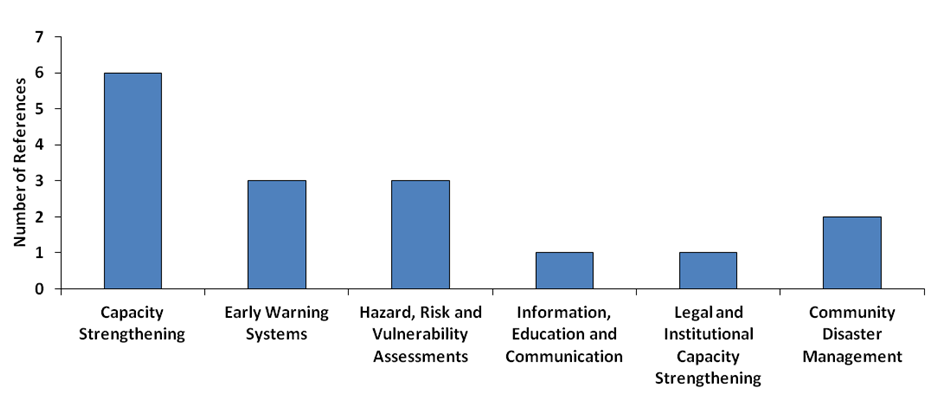 Number of References
7
6
5
4
3
2
1
0
Capacity
Strengthening
Early Warning
Systems
Hazard, Risk and
Vulnerability
Assessments
Information,
Education and
Communication
Legal and
Institutional
Capacity
Strengthening
Community
Disaster
Management